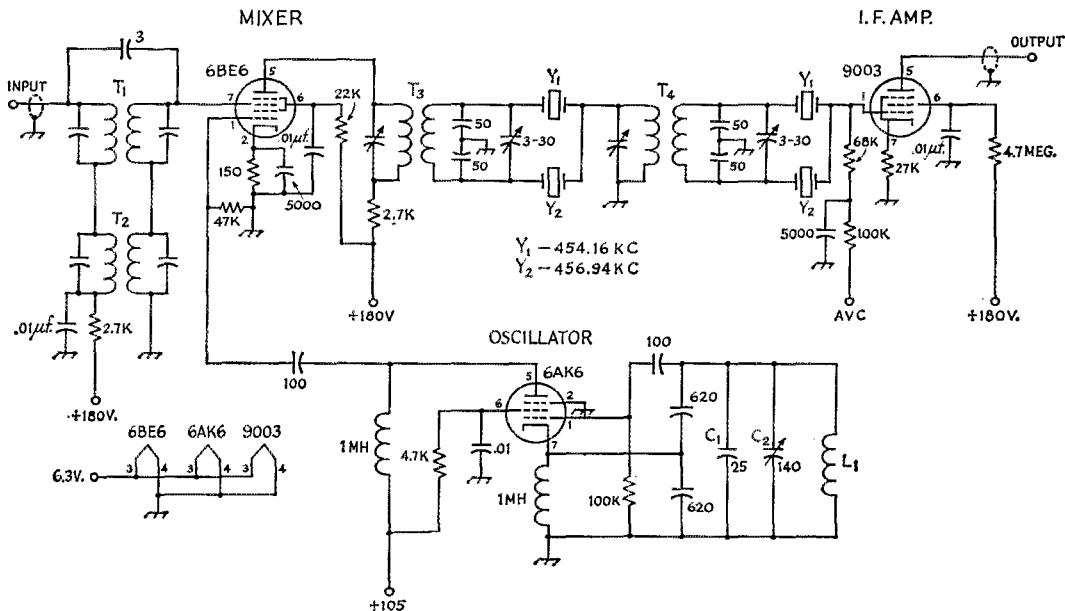 MIXER
I.F. AMP.
3
INPUT
T1
6BE6
7
1
5
6
2
.01µf.
150
5000
47K
22K
T3
50
50
3-30
Y1
Y2
2.7K
+180V
T4
50
50
3-30
Y1
Y2
Y1 – 454.16 KC
Y2 – 456.94 KC
9003
5
1
6
7
OUTPUT
68K
27K
.01µf.
4.7 MEG.
5000
100K
AVC
+180V.
T2
.01µf.
2.7K
+180V.
OSCILLATOR
100
6AK6
5
6
2
1
7
1MH
4.7K
.01
1MH
100K
100
620
620
C1
25
C2
140
L1
+105
6BE6
6AK6
9003
6.3V.
3
4
3
4
3
4